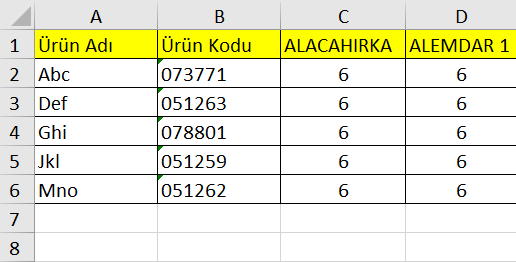 A B C D
1 Ürün Adı Ürün Kodu ALACAHIRKA ALEMDAR 1
2 Abc 073771 6 6
3 Def 051263 6 6
4 Ghi 078801 6 6
5 Jkl 051259 6 6
6 Mno 051262 6 6
7
8